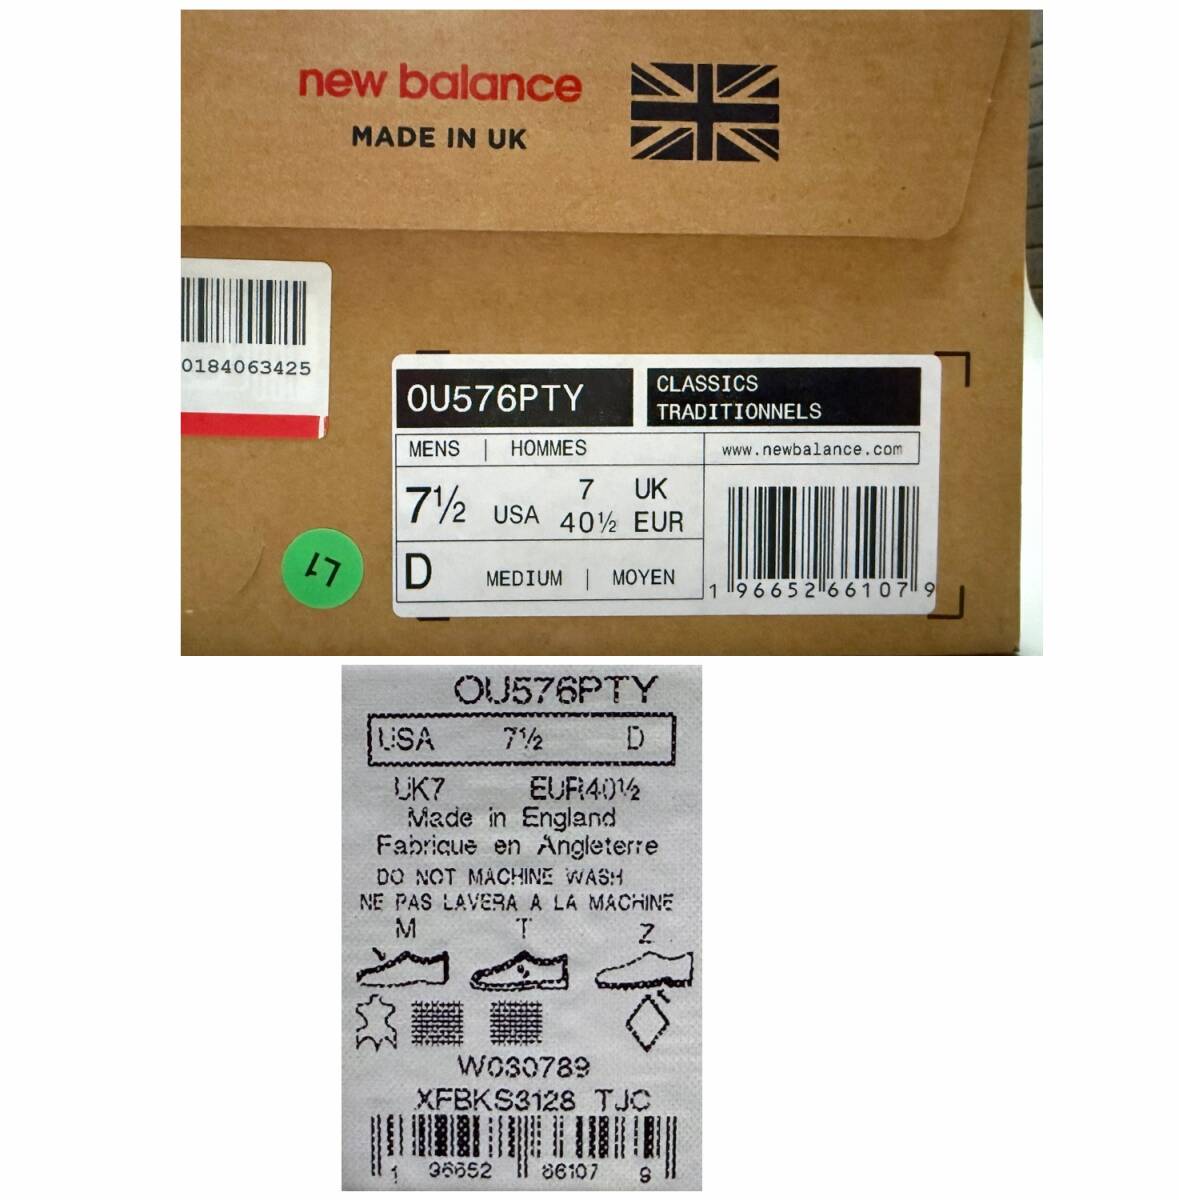 new balance
MADE IN UK
0184063425
OU576PTY
CLASSICS
TRADITIONNELS
MENS | HOMMES
www.newbalance.com
7½ USA 7 UK
40½ EUR
D MEDIUM | MOYEN
1 96652 66107 9
L1
OU576PTY
USA 7½ D
UK7 EUR40½
Made in England
Fabrique en Angleterre
DO NOT MACHINE WASH
NE PAS LAVERA A LA MACHINE
M T Z
W030789
XFBKS3128 TJC
1 96652 66107 9